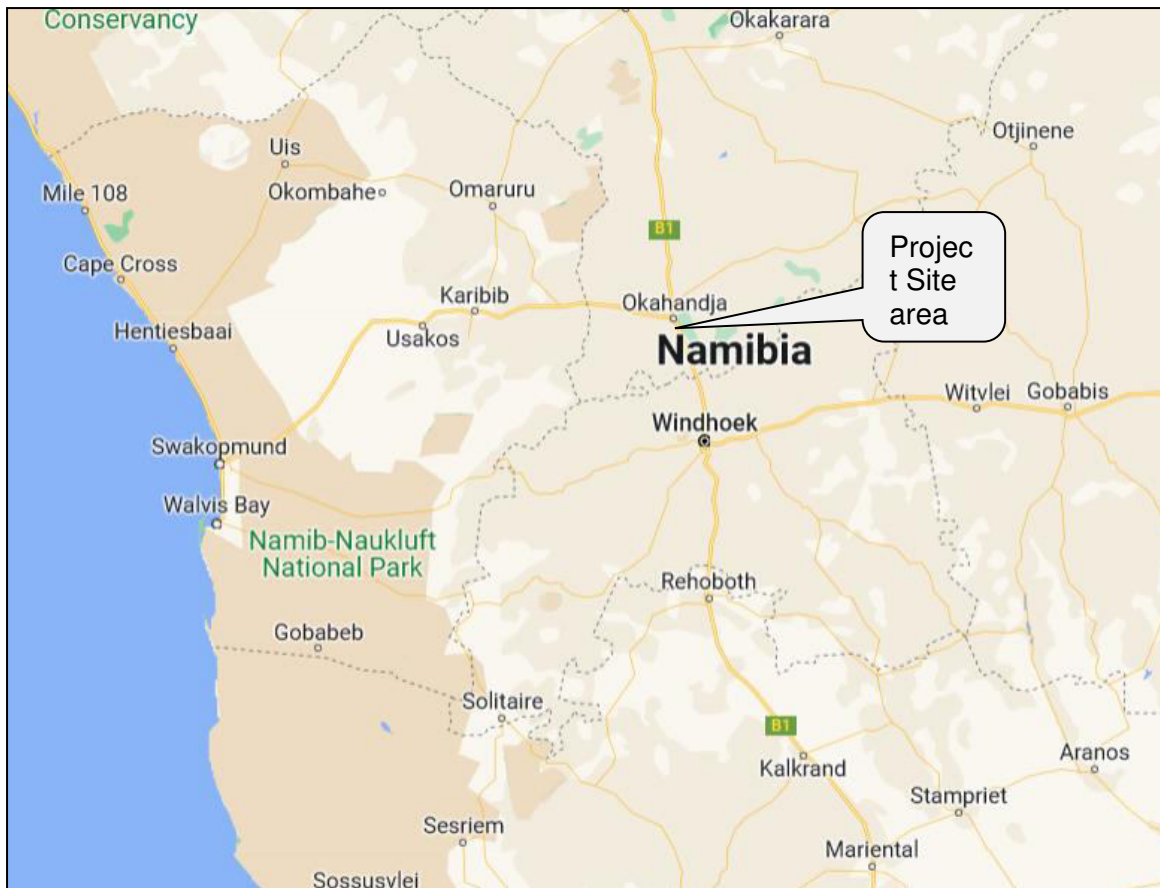 Conservancy
Okakarara
Otjinene
Uis
Okombahe
Omaruru
Mile 108
B1
Projec
t Site
area
Cape Cross
Karibib
Okahandja
Hentiesbaai
Usakos
Namibia
Witvlei
Gobabis
Windhoek
Swakopmund
Walvis Bay
Namib-Naukluft
National Park
Rehoboth
Gobabeb
Solitaire
B1
Kalkrand
Aranos
Stampriet
Sesriem
Mariental
Sossusvlei